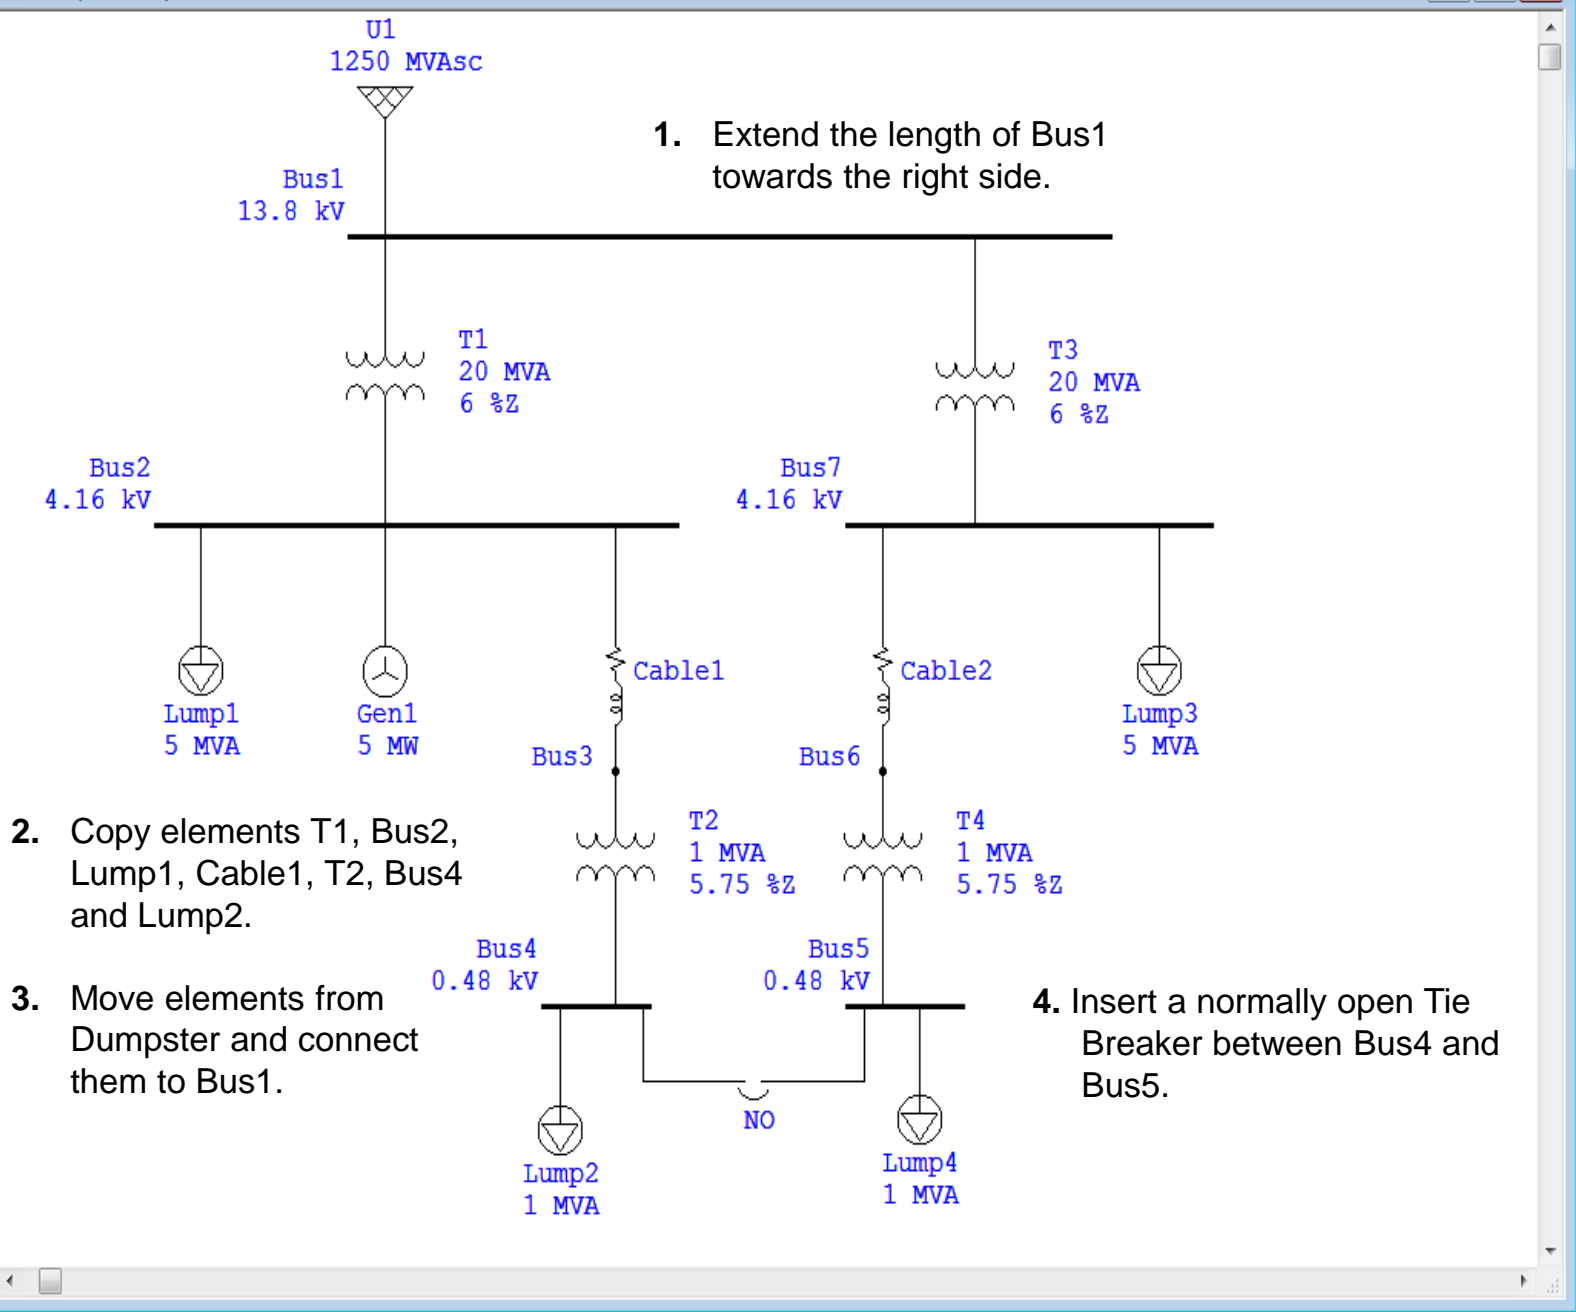 U1
1250 MVAsc
1. Extend the length of Bus1
towards the right side.
Bus1
13.8 kV
T1
20 MVA
6 %Z
T3
20 MVA
6 %Z
Bus2
4.16 kV
Bus7
4.16 kV
Cable1
Cable2
Lump1
5 MVA
Gen1
5 MW
Lump3
5 MVA
Bus3
Bus6
2. Copy elements T1, Bus2,
Lump1, Cable1, T2, Bus4
and Lump2.
T2
1 MVA
5.75 %Z
T4
1 MVA
5.75 %Z
Bus4
0.48 kV
Bus5
0.48 kV
3. Move elements from
Dumpster and connect
them to Bus1.
4. Insert a normally open Tie
Breaker between Bus4 and
Bus5.
NO
Lump2
1 MVA
Lump4
1 MVA